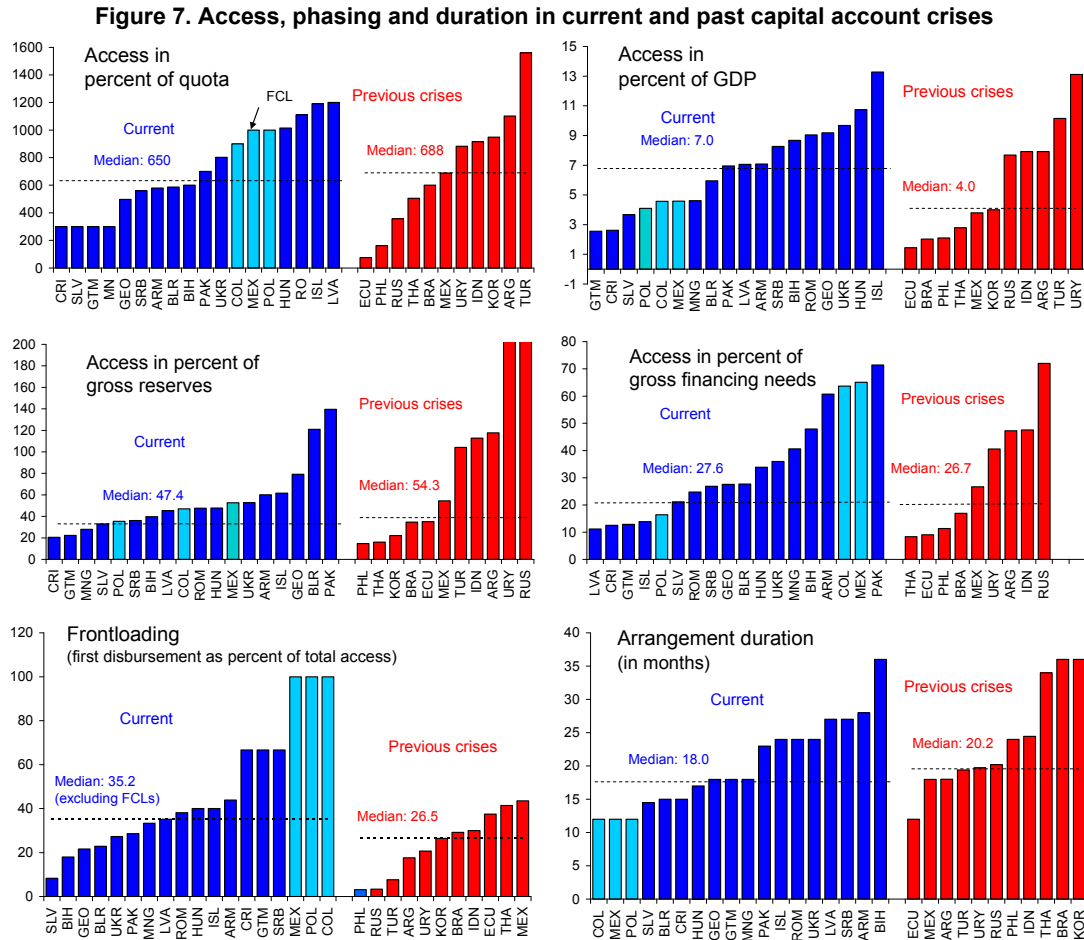 Figure 7. Access, phasing and duration in current and past capital account crises
Access in
percent of quota
FCL
Previous crises
Current
Median: 650
Median: 688
1600
1400
1200
1000
800
600
400
200
0
CRI SLV GTM MN GEO SRB ARM BLR BIH PAK UKR COL MEX POL HUN RO ISL LVA ECU PHL RUS THA BRA MEX URY IDN KOR ARG TUR
Access in
percent of GDP
Previous crises
Current
Median: 7.0
Median: 4.0
15
13
11
9
7
5
3
1
-1
GTM CRI SLV POL COL MEX MNG BLR PAK LVA ARM SRB BIH ROM GEO UKR HUN ISL ECU BRA PHL THA MEX KOR RUS IDN ARG TUR URY
Access in percent of
gross reserves
Previous crises
Current
Median: 47.4
Median: 54.3
200
180
160
140
120
100
80
60
40
20
0
CRI GTM MNG SLV POL SRB BIH LVA COL ROM HUN MEX UKR ARM ISL GEO BLR PAK PHL THA KOR BRA ECU MEX TUR IDN ARG URY RUS
Access in percent of
gross financing needs
Previous crises
Current
Median: 27.6
Median: 26.7
80
70
60
50
40
30
20
10
0
LVA CRI GTM ISL POL SLV ROM SRB GEO BLR HUN UKR MNG BIH ARM COL MEX PAK THA ECU PHL BRA MEX URY ARG IDN RUS
Frontloading
(first disbursement as percent of total access)
Current
Previous crises
Median: 35.2
(excluding FCLs)
Median: 26.5
120
100
80
60
40
20
0
SLV BIH GEO BLR UKR PAK MNG LVA ROM HUN ISL ARM CRI GTM SRB MEX POL COL PHL RUS TUR ARG URY KOR BRA IDN ECU THA MEX
Arrangement duration
(in months)
Previous crises
Current
Median: 18.0
Median: 20.2
40
35
30
25
20
15
10
5
0
COL MEX POL SLV BLR CRI HUN GEO GTM MNG PAK ISL ROM UKR LVA SRB ARM BIH ECU MEX ARG TUR URY RUS PHL IDN THA BRA KOR